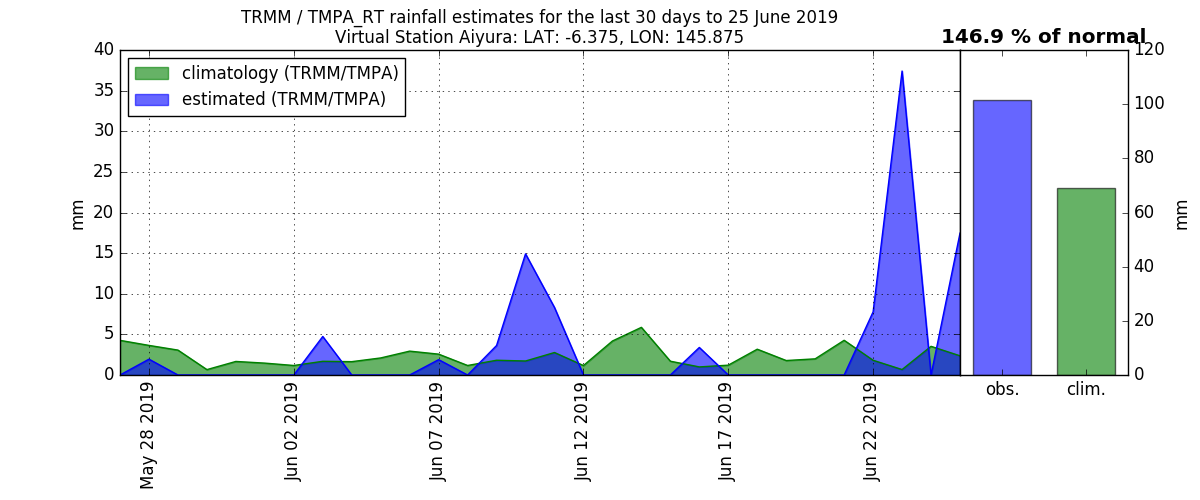 TRMM / TMPA_RT rainfall estimates for the last 30 days to 25 June 2019
Virtual Station Aiyura: LAT: -6.375, LON: 145.875
146.9 % of normal
climatology (TRMM/TMPA)
estimated (TRMM/TMPA)
40
35
30
25
20
15
10
5
0
mm
May 28 2019
Jun 02 2019
Jun 07 2019
Jun 12 2019
Jun 17 2019
Jun 22 2019
obs.
clim.
120
100
80
60
40
20
0
mm